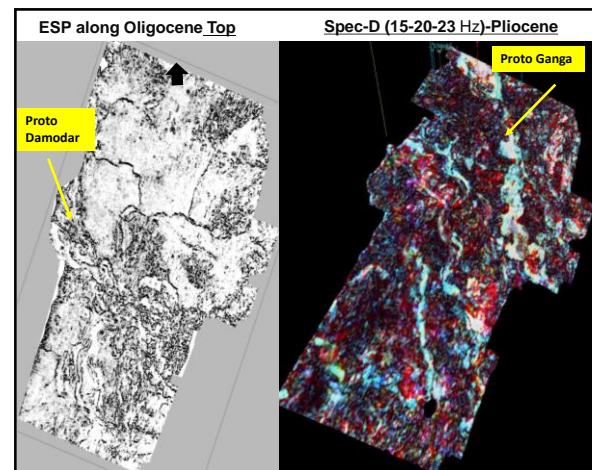 ESP along Oligocene Top
Spec-D (15-20-23 Hz)-Pliocene
Proto
Damodar
Proto Ganga